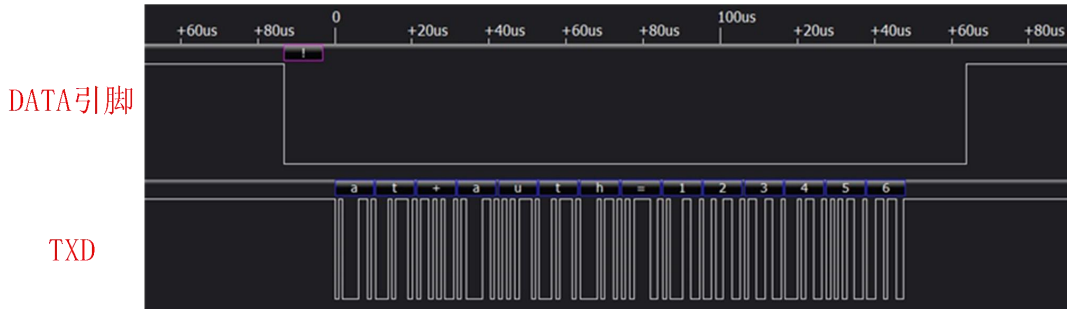 0 100us
+60us +80us +20us +40us +60us +80us +20us +40us +60us +80us
!
DATA引脚
a t + a u t h = 1 2 3 4 5 6
TXD